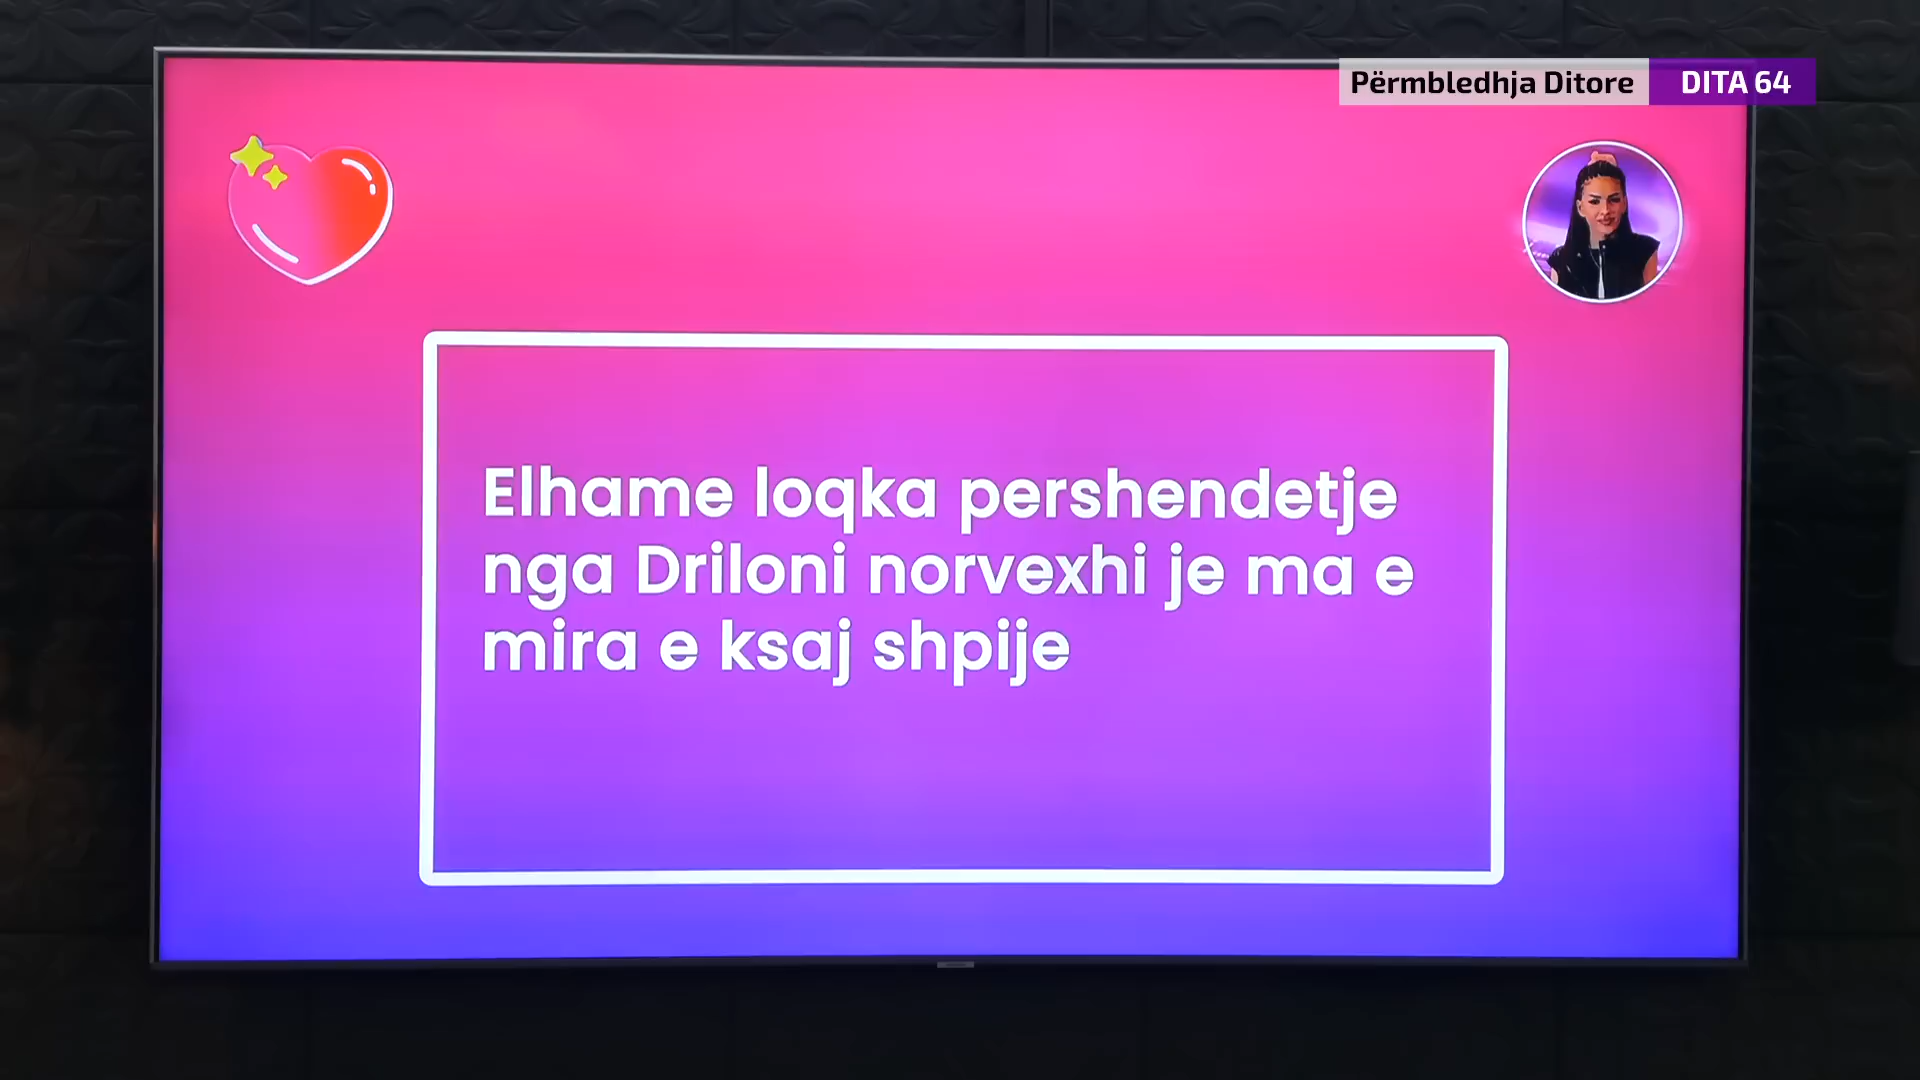 Përmbledhja Ditore DITA 64
Elhame loqka pershendetje
nga Driloni norvexhi je ma e
mira e ksaj shpije